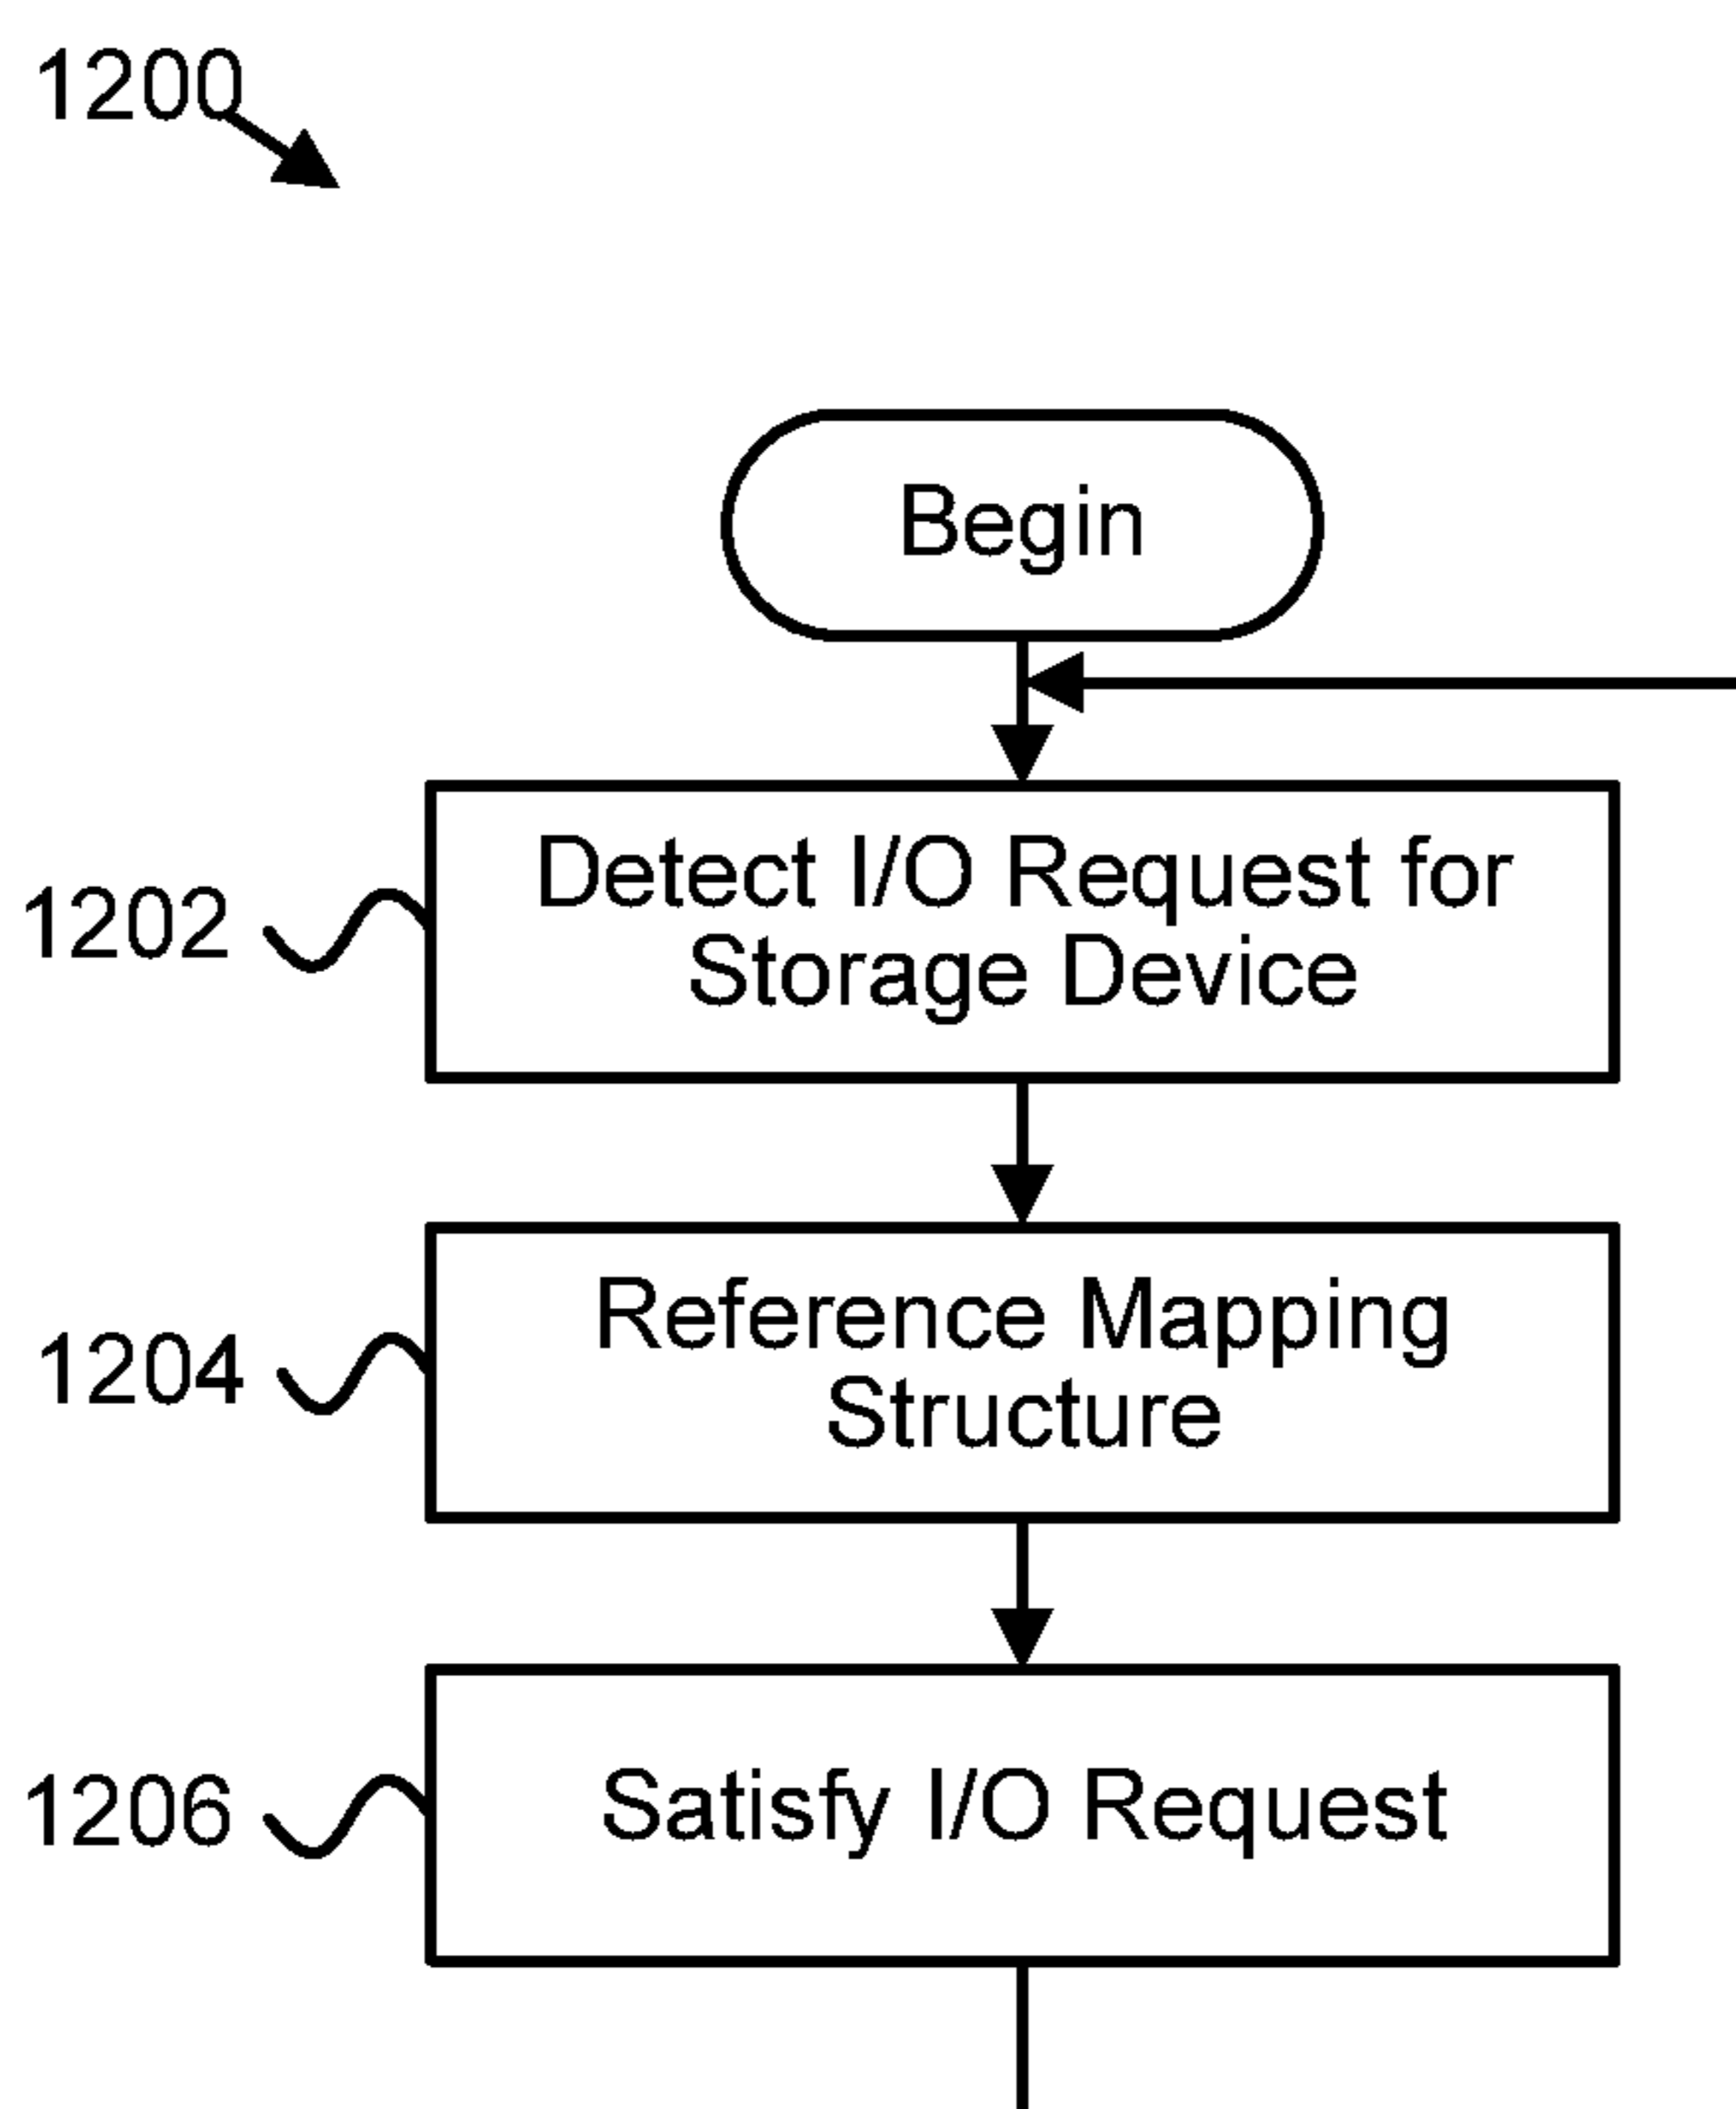 1200
Begin
1202
Detect I/O Request for
Storage Device
1204
Reference Mapping
Structure
1206
Satisfy I/O Request